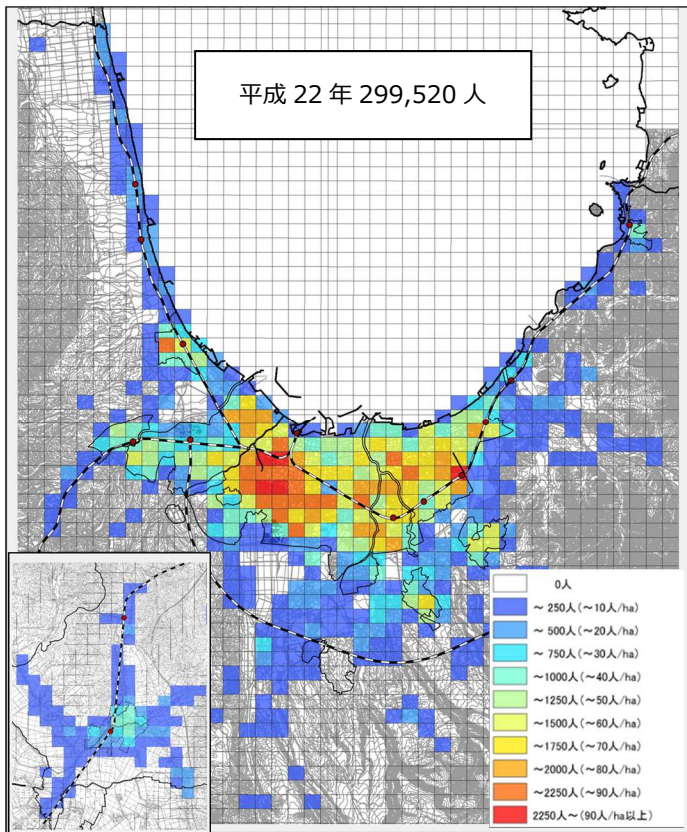 平成 22 年 299,520 人
0人
～ 250人(～10人/ha)
～ 500人(～20人/ha)
～ 750人(～30人/ha)
～1000人(～40人/ha)
～1250人(～50人/ha)
～1500人(～60人/ha)
～1750人(～70人/ha)
～2000人(～80人/ha)
～2250人(～90人/ha)
2250人～(90人/ha以上)